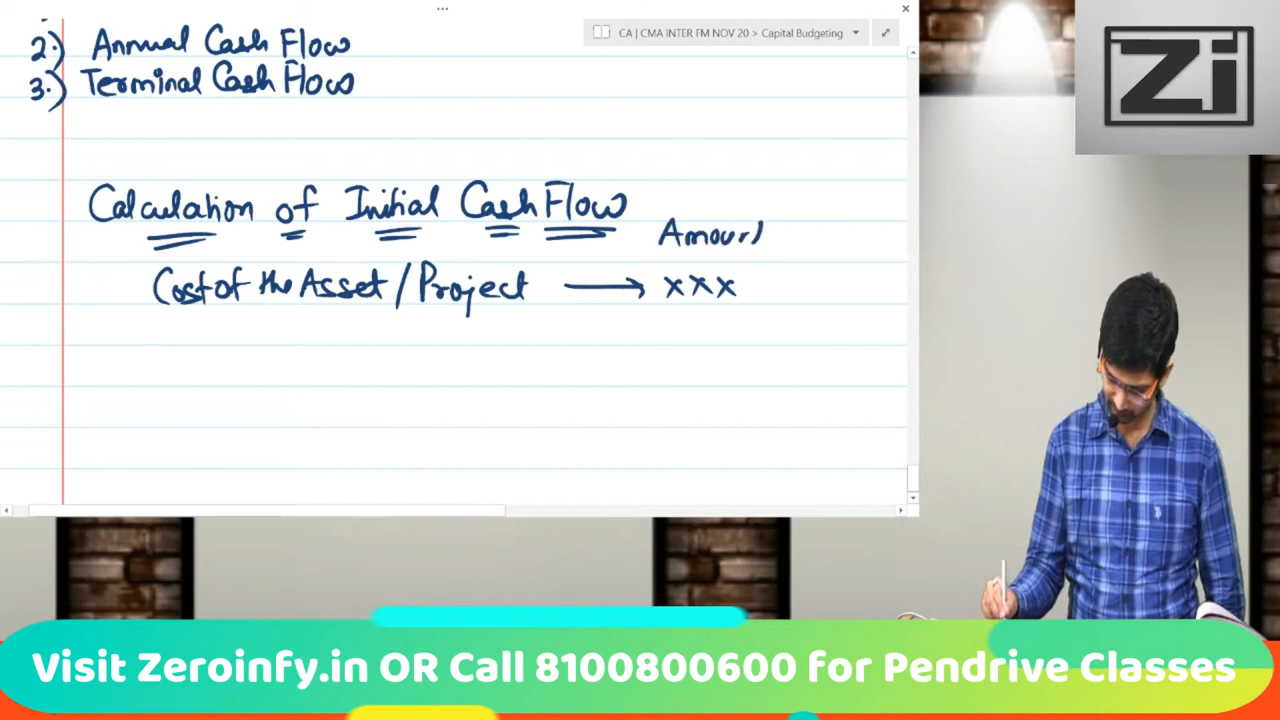 CA | CMA INTER FM NOV 20 > Capital Budgeting
Zi
2.) Annual Cash Flow
3.) Terminal Cash Flow
Calculation of Initial Cash Flow
Amount
Cost of the Asset / Project → xxx
Visit Zeroinfy.in OR Call 8100800600 for Pendrive Classes